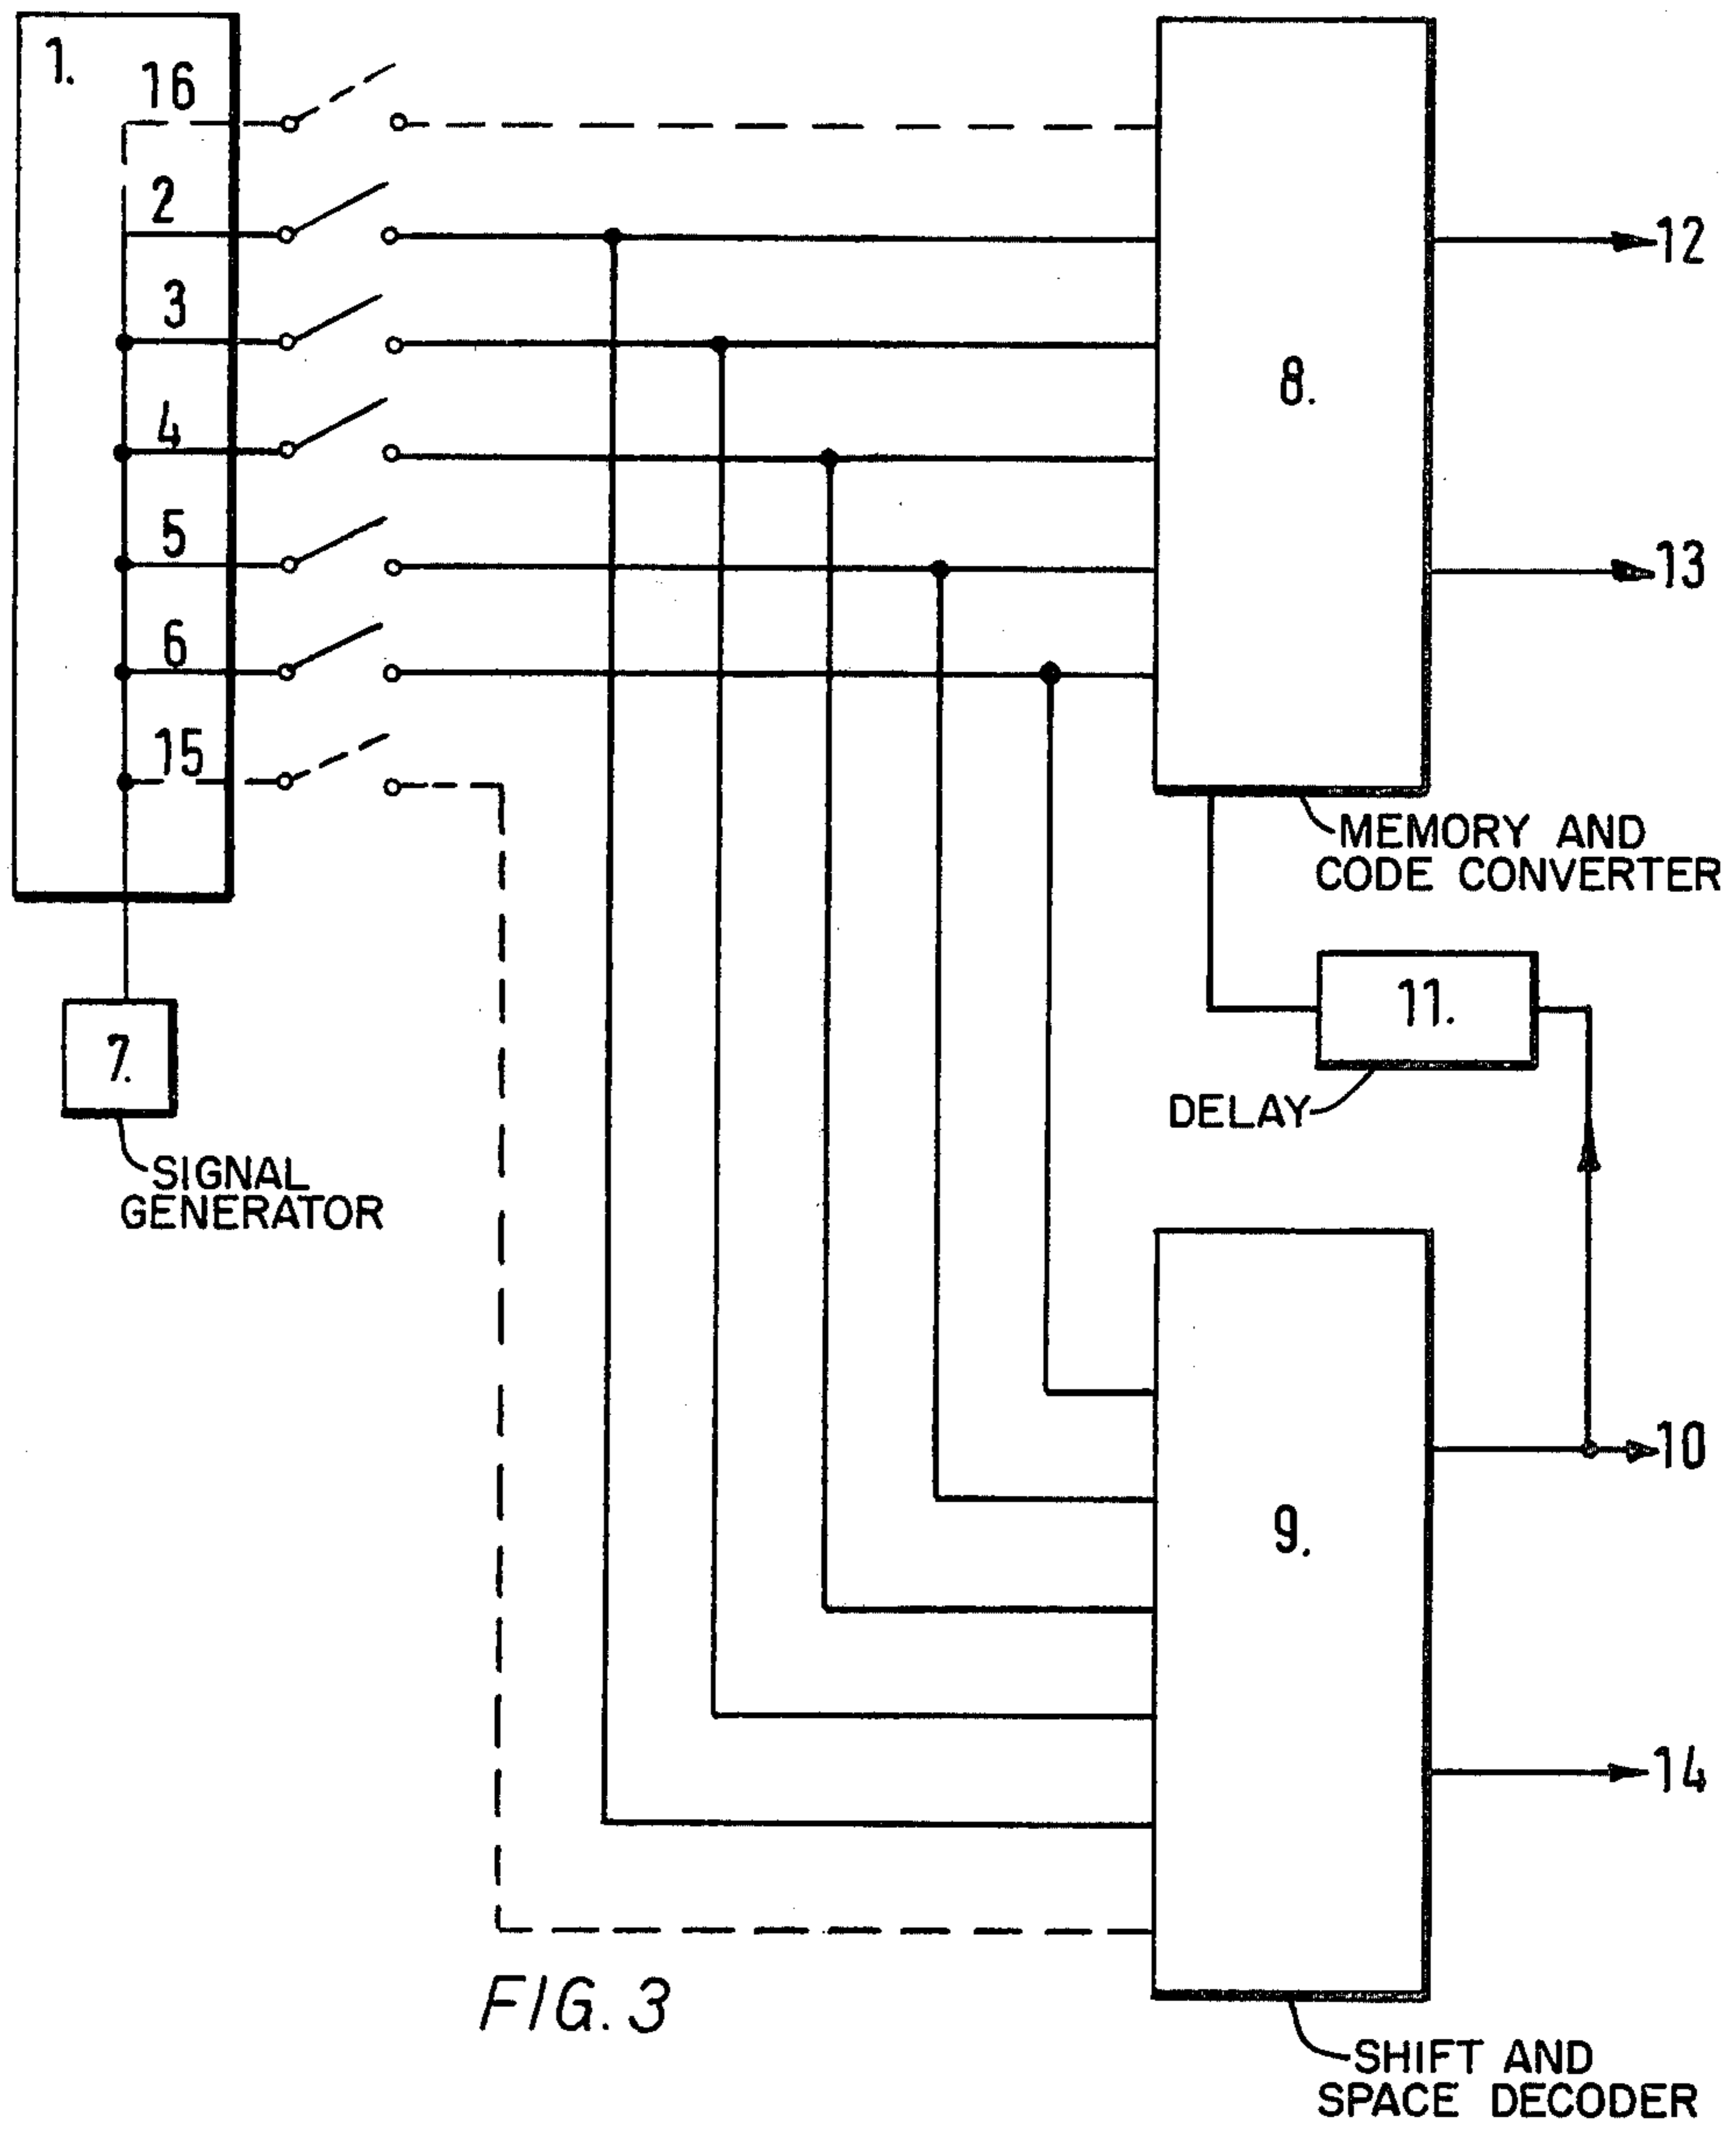 1.
16
2
12
3
8.
4
5
13
6
15
MEMORY AND
CODE CONVERTER
11.
7.
DELAY
SIGNAL
GENERATOR
10
9.
14
FIG. 3
SHIFT AND
SPACE DECODER